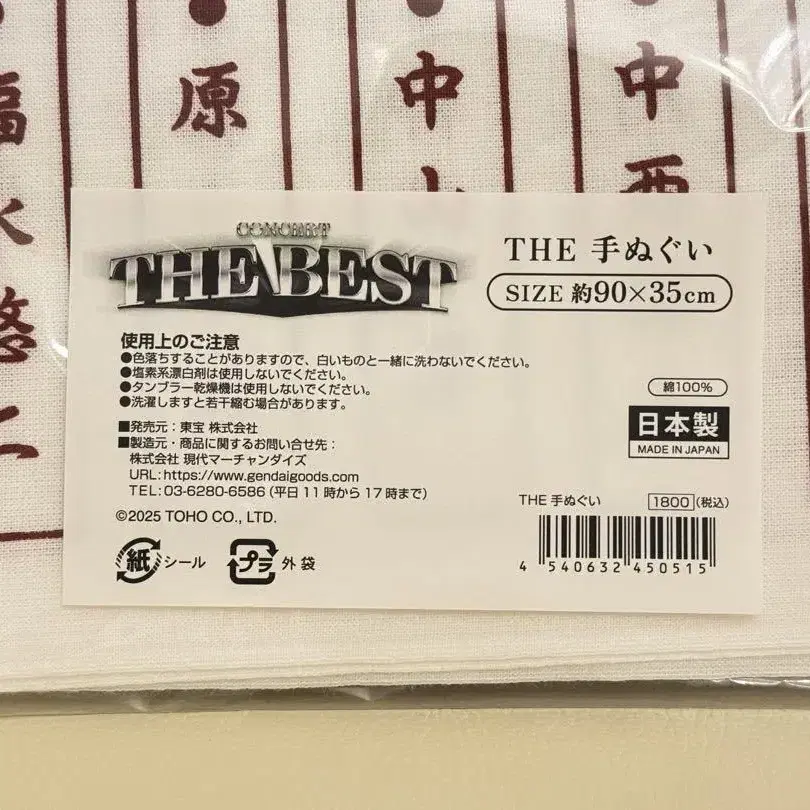 中西
中山
原
福水悠二
CONCERT
THE BEST
THE 手ぬぐい
SIZE 約90×35cm
使用上のご注意
●色落ちすることがありますので、白いものと一緒に洗わないでください。
●塩素系漂白剤は使用しないでください。
●タンブラー乾燥機は使用しないでください。
●洗濯しますと若干縮む場合があります。
綿100%
日本製
MADE IN JAPAN
■発売元：東宝 株式会社
■製造元・商品に関するお問い合せ先：
株式会社 現代マーチャンダイズ
URL:https://www.gendaigoods.com
TEL:03-6280-6586(平日11時から17時まで)
©2025 TOHO CO., LTD.
紙 シール
プラ 外袋
THE 手ぬぐい 1800(税込)
4 540632 450515